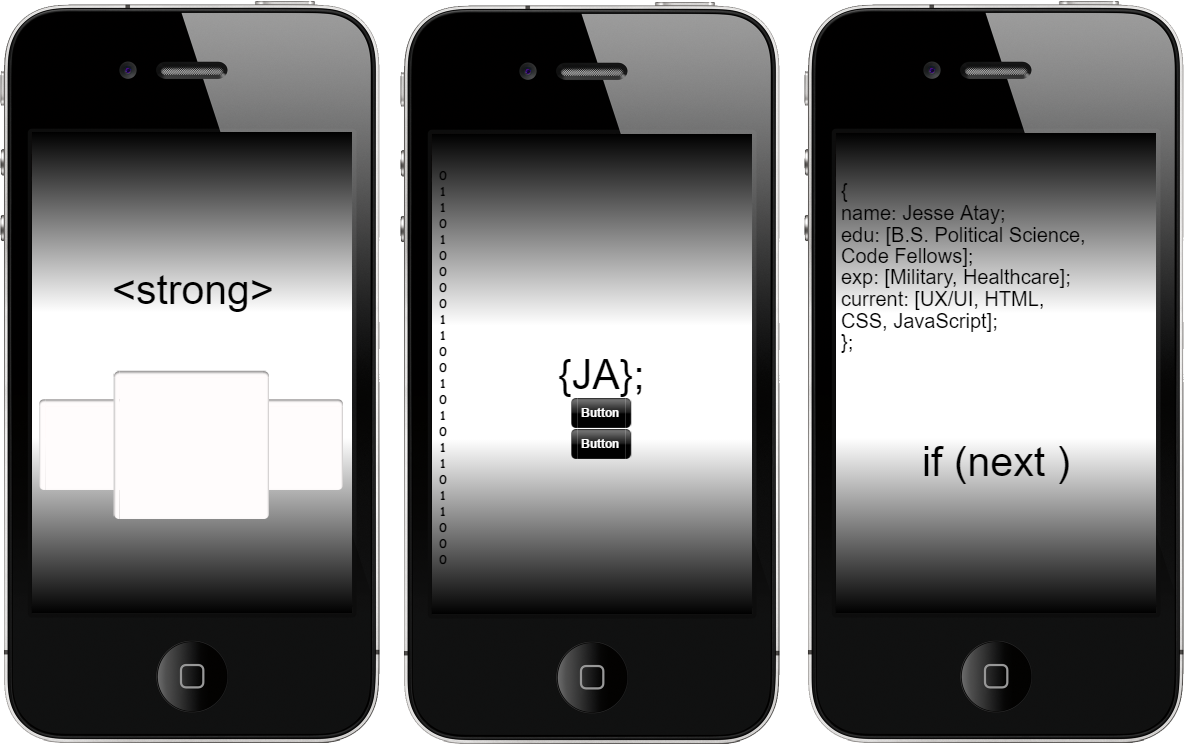 <strong>
0
1
1
0
1
0
0
0
0
1
1
0
0
1
0
1
0
1
1
0
1
1
0
0
0
{JA};
Button
Button
{
name: Jesse Atay;
edu: [B.S. Political Science,
Code Fellows];
exp: [Military, Healthcare];
current: [UX/UI, HTML,
CSS, JavaScript];
};
if (next )